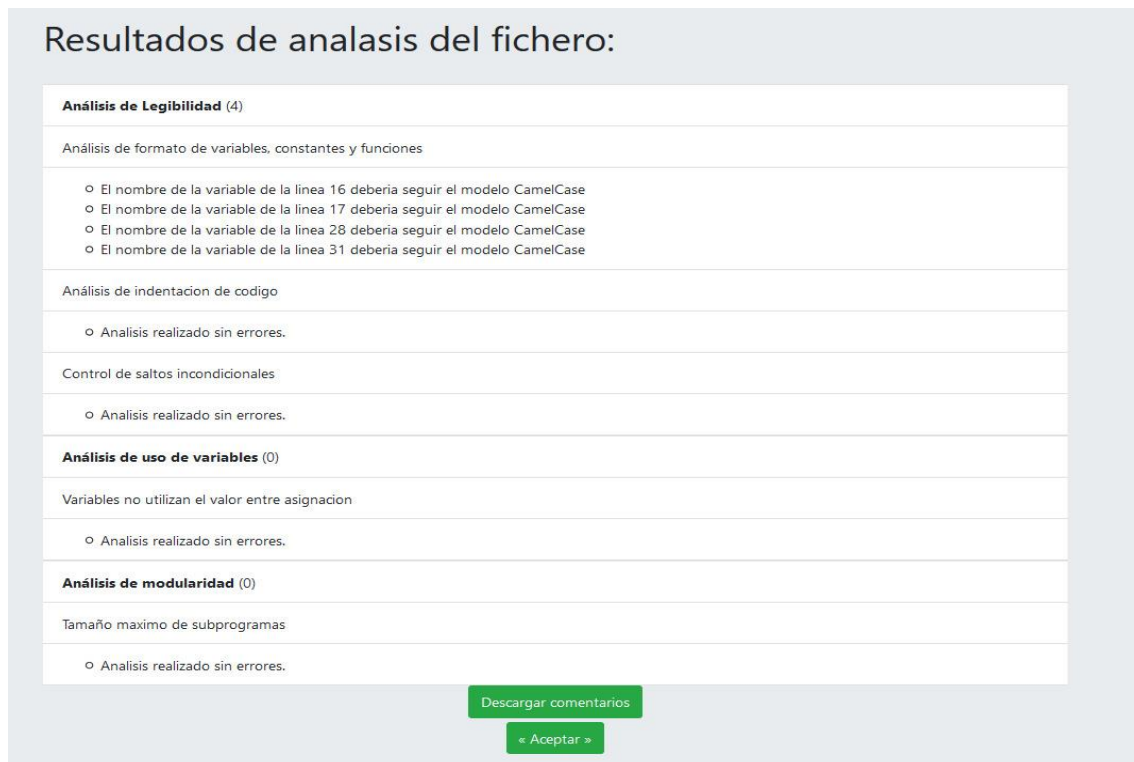 Resultados de analasis del fichero:
Análisis de Legibilidad (4)
Análisis de formato de variables, constantes y funciones
El nombre de la variable de la linea 16 deberia seguir el modelo CamelCase
El nombre de la variable de la linea 17 deberia seguir el modelo CamelCase
El nombre de la variable de la linea 28 deberia seguir el modelo CamelCase
El nombre de la variable de la linea 31 deberia seguir el modelo CamelCase
Análisis de indentacion de codigo
Analisis realizado sin errores.
Control de saltos incondicionales
Analisis realizado sin errores.
Análisis de uso de variables (0)
Variables no utilizan el valor entre asignacion
Analisis realizado sin errores.
Análisis de modularidad (0)
Tamaño maximo de subprogramas
Analisis realizado sin errores.
Descargar comentarios
« Aceptar »